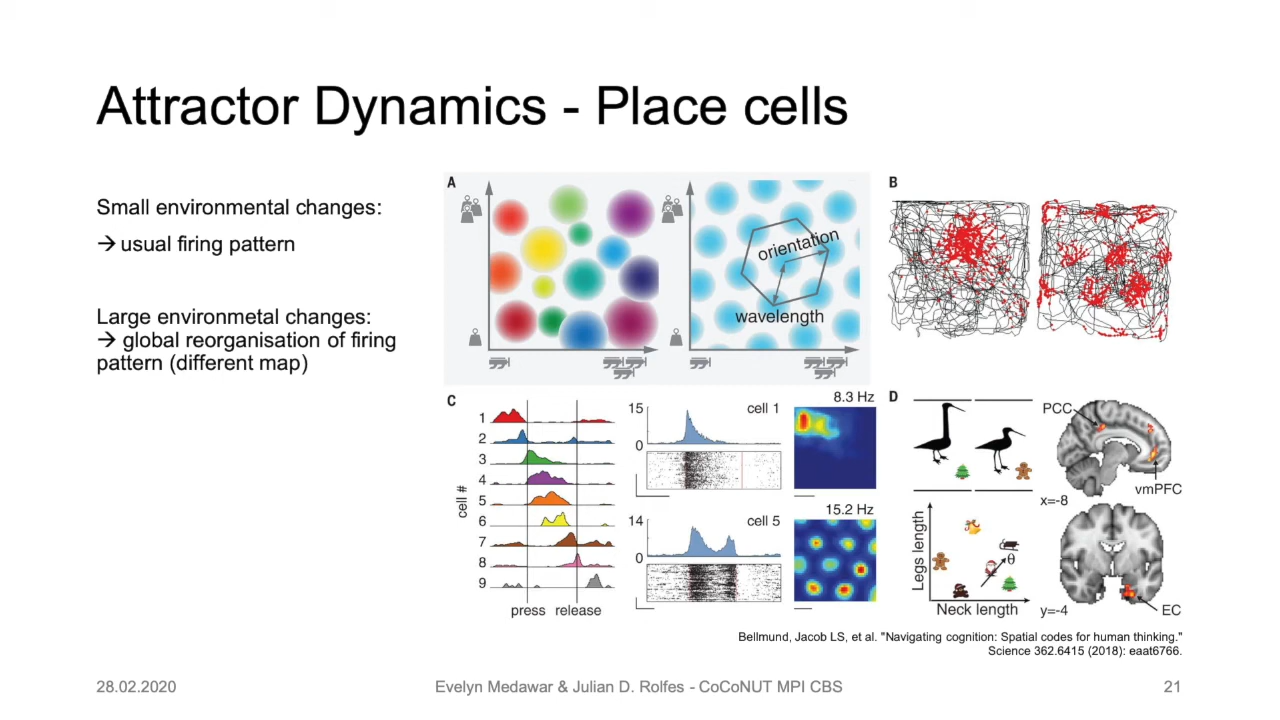 Attractor Dynamics - Place cells
Small environmental changes:
→ usual firing pattern
Large environmetal changes:
→ global reorganisation of firing
pattern (different map)
A
orientation
wavelength
B
C
cell #
1
2
3
4
5
6
7
8
9
press release
15
0
cell 1
14
0
cell 5
8.3 Hz
15.2 Hz
D
Legs length
Neck length
θ
PCC
vmPFC
x=-8
y=-4
EC
Bellmund, Jacob LS, et al. "Navigating cognition: Spatial codes for human thinking."
Science 362.6415 (2018): eaat6766.
28.02.2020
Evelyn Medawar & Julian D. Rolfes - CoCoNUT MPI CBS
21